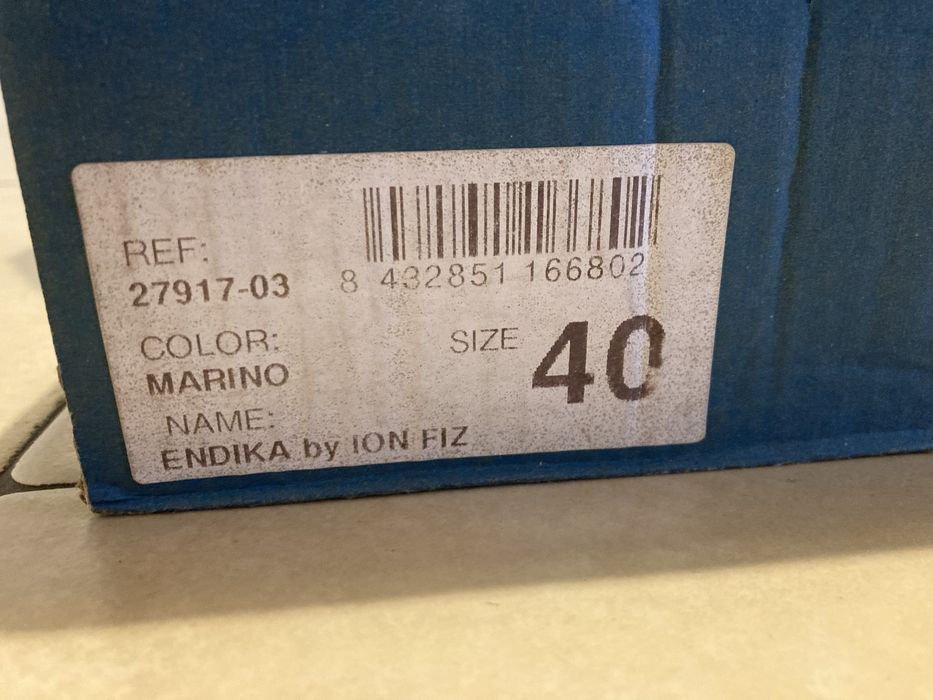 REF:
27917-03
8 432851 166802
COLOR:
MARINO
SIZE 40
NAME:
ENDIKA by ION FIZ